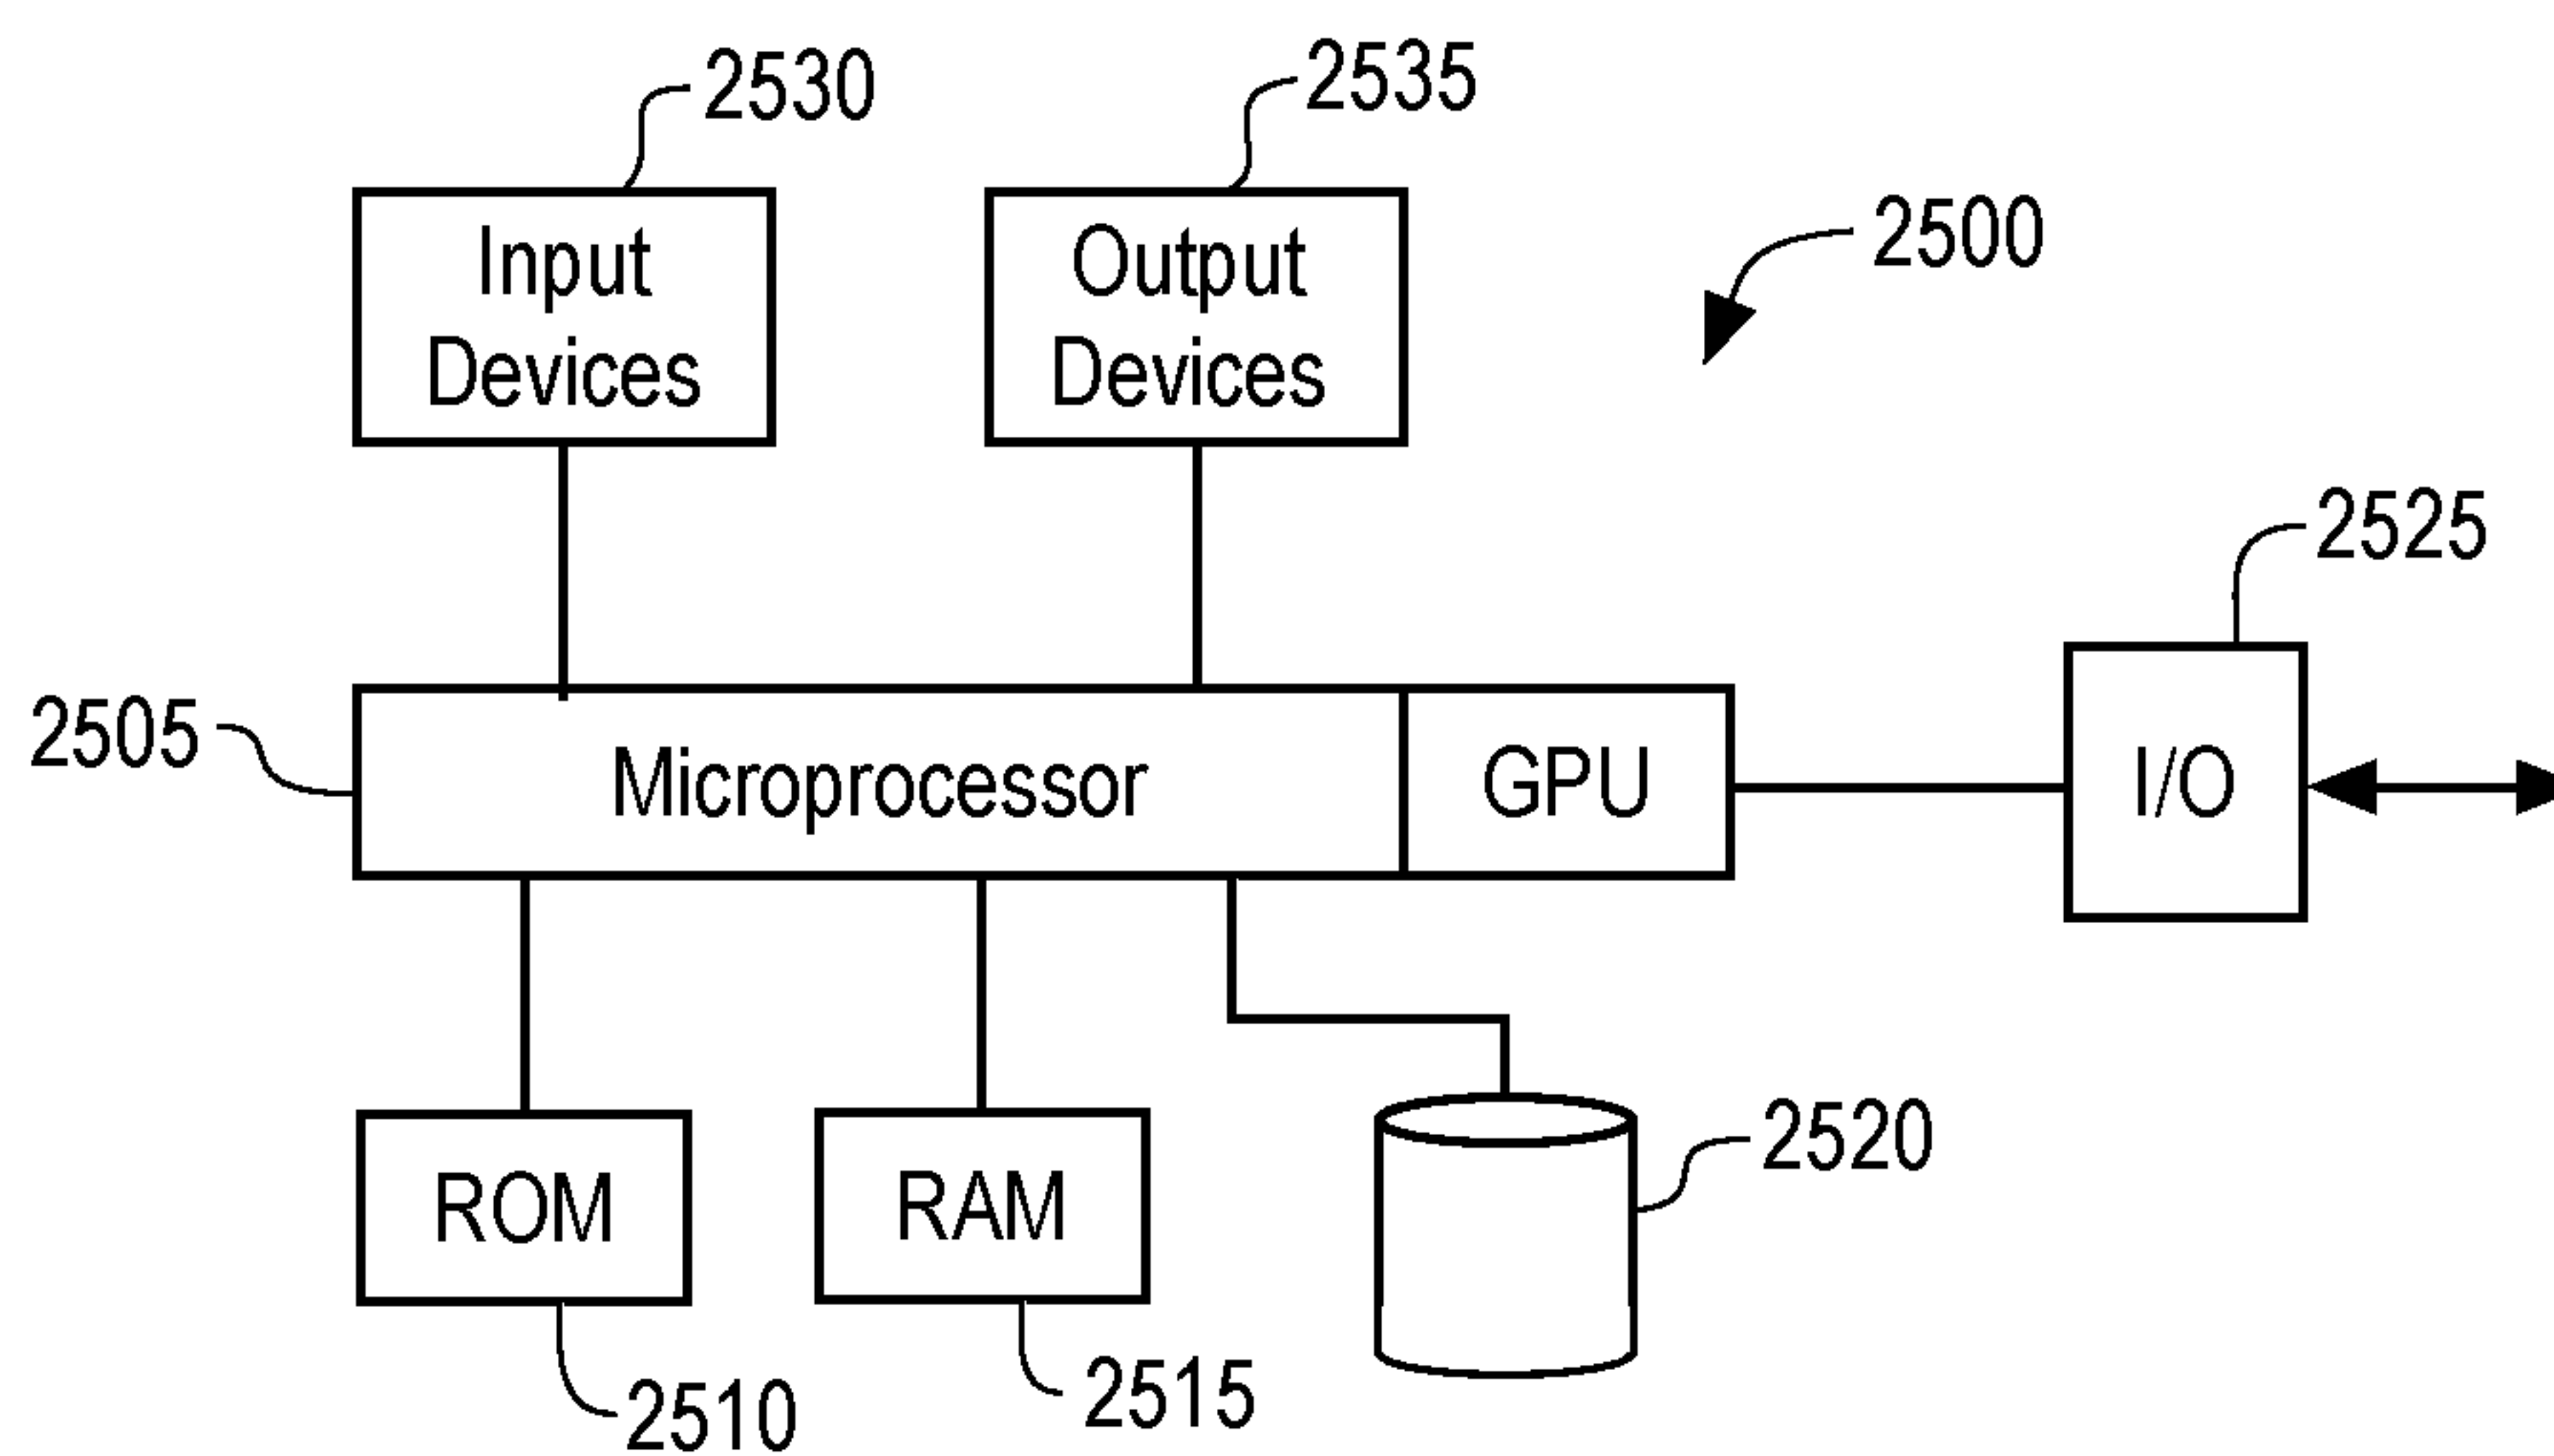 2530
2535
Input
Devices
Output
Devices
2500
2525
2505
Microprocessor
GPU
I/O
ROM
RAM
2520
2510
2515